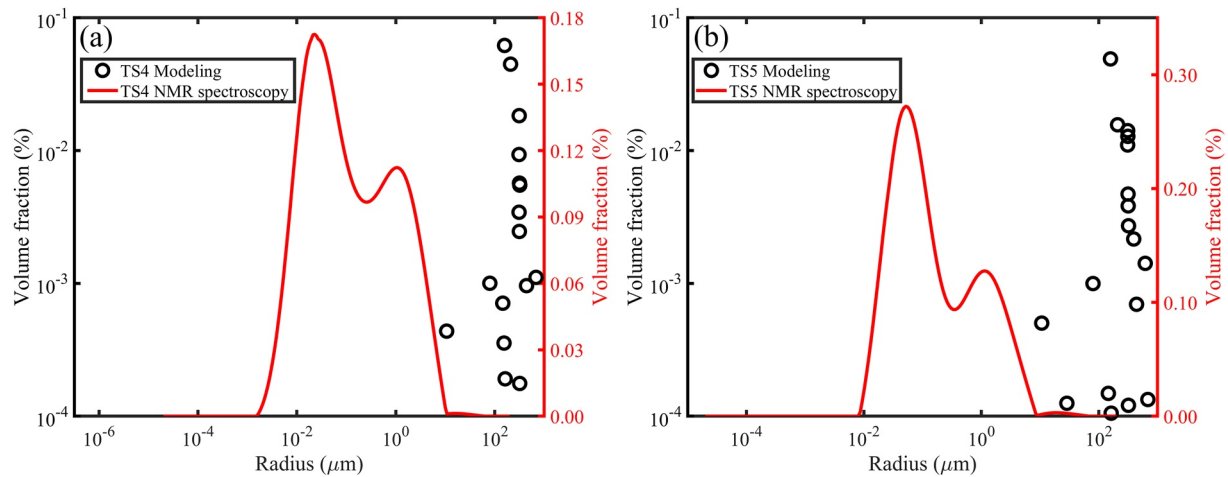 (a)
TS4 Modeling
TS4 NMR spectroscopy
Volume fraction (%)
10^-1
10^-2
10^-3
10^-4
0.18
0.15
0.12
0.09
0.06
0.03
0.00
Volume fraction (%)
10^-6
10^-4
10^-2
10^0
10^2
Radius (μm)
(b)
TS5 Modeling
TS5 NMR spectroscopy
Volume fraction (%)
10^-1
10^-2
10^-3
10^-4
0.30
0.20
0.10
0.00
Volume fraction (%)
10^-4
10^-2
10^0
10^2
Radius (μm)